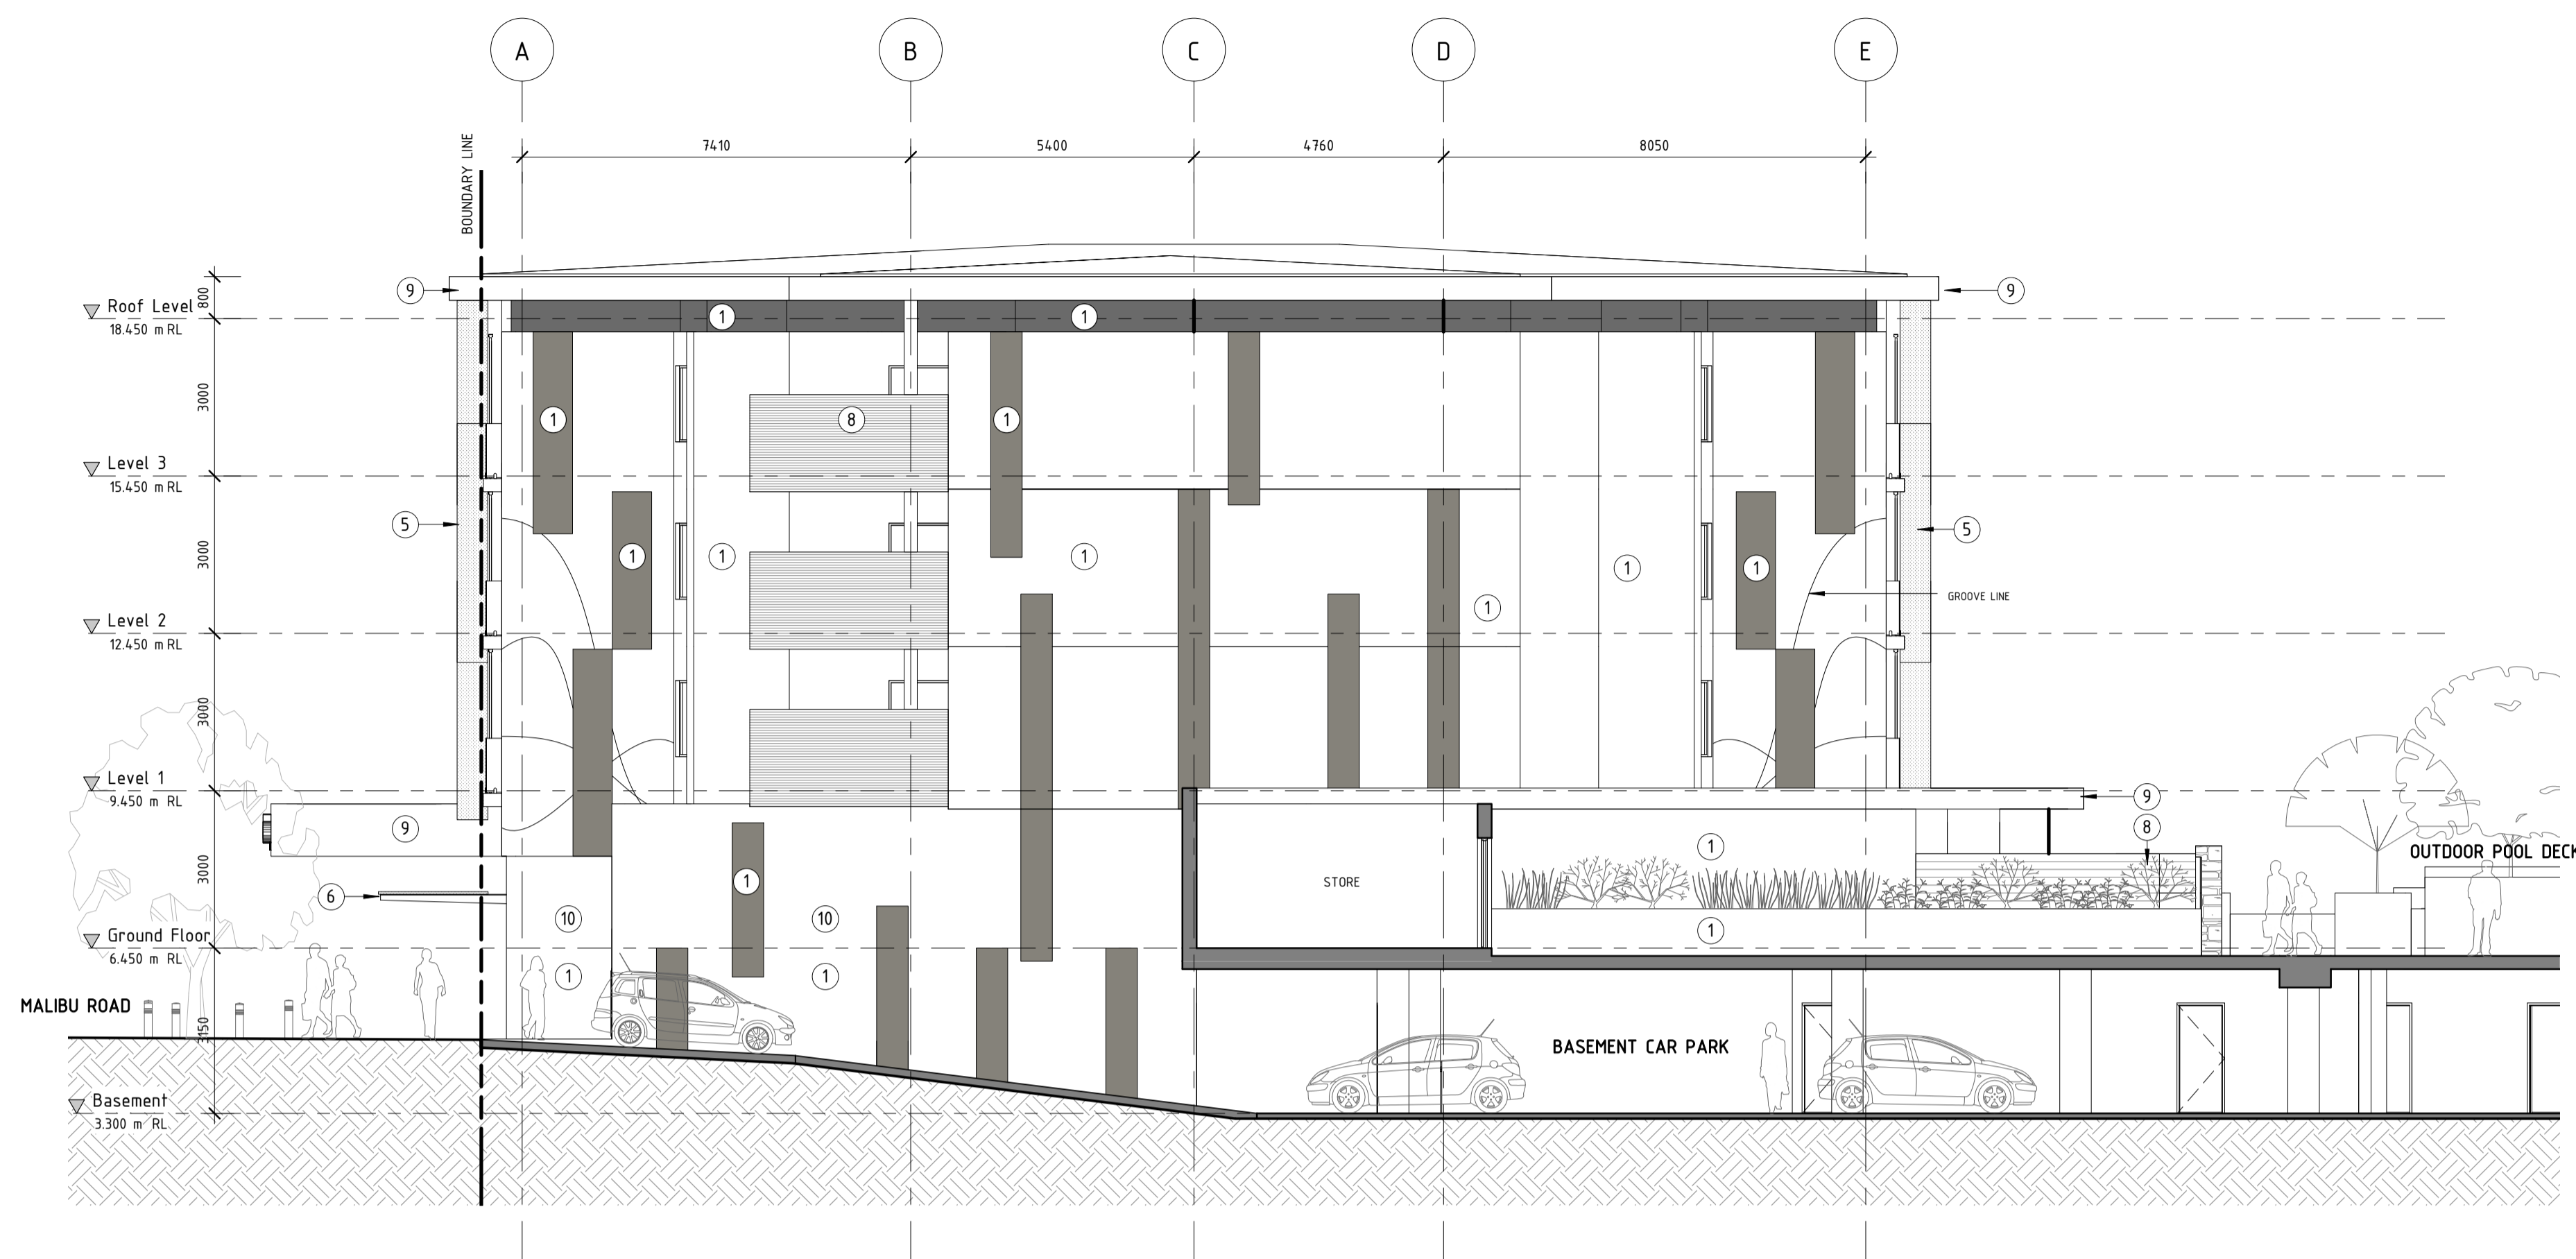 A
B
C
D
E
7410
5400
4760
8050
BOUNDARY LINE
9
9
800
Roof Level
18.450 m RL
1
1
3000
1
8
1
Level 3
15.450 m RL
5
5
3000
1
1
1
1
1
GROOVE LINE
1
Level 2
12.450 m RL
3000
Level 1
9.450 m RL
9
9
8
1
OUTDOOR POOL DECK
3000
STORE
1
6
10
10
1
Ground Floor
6.450 m RL
1
1
MALIBU ROAD
3150
BASEMENT CAR PARK
Basement
3.300 m RL